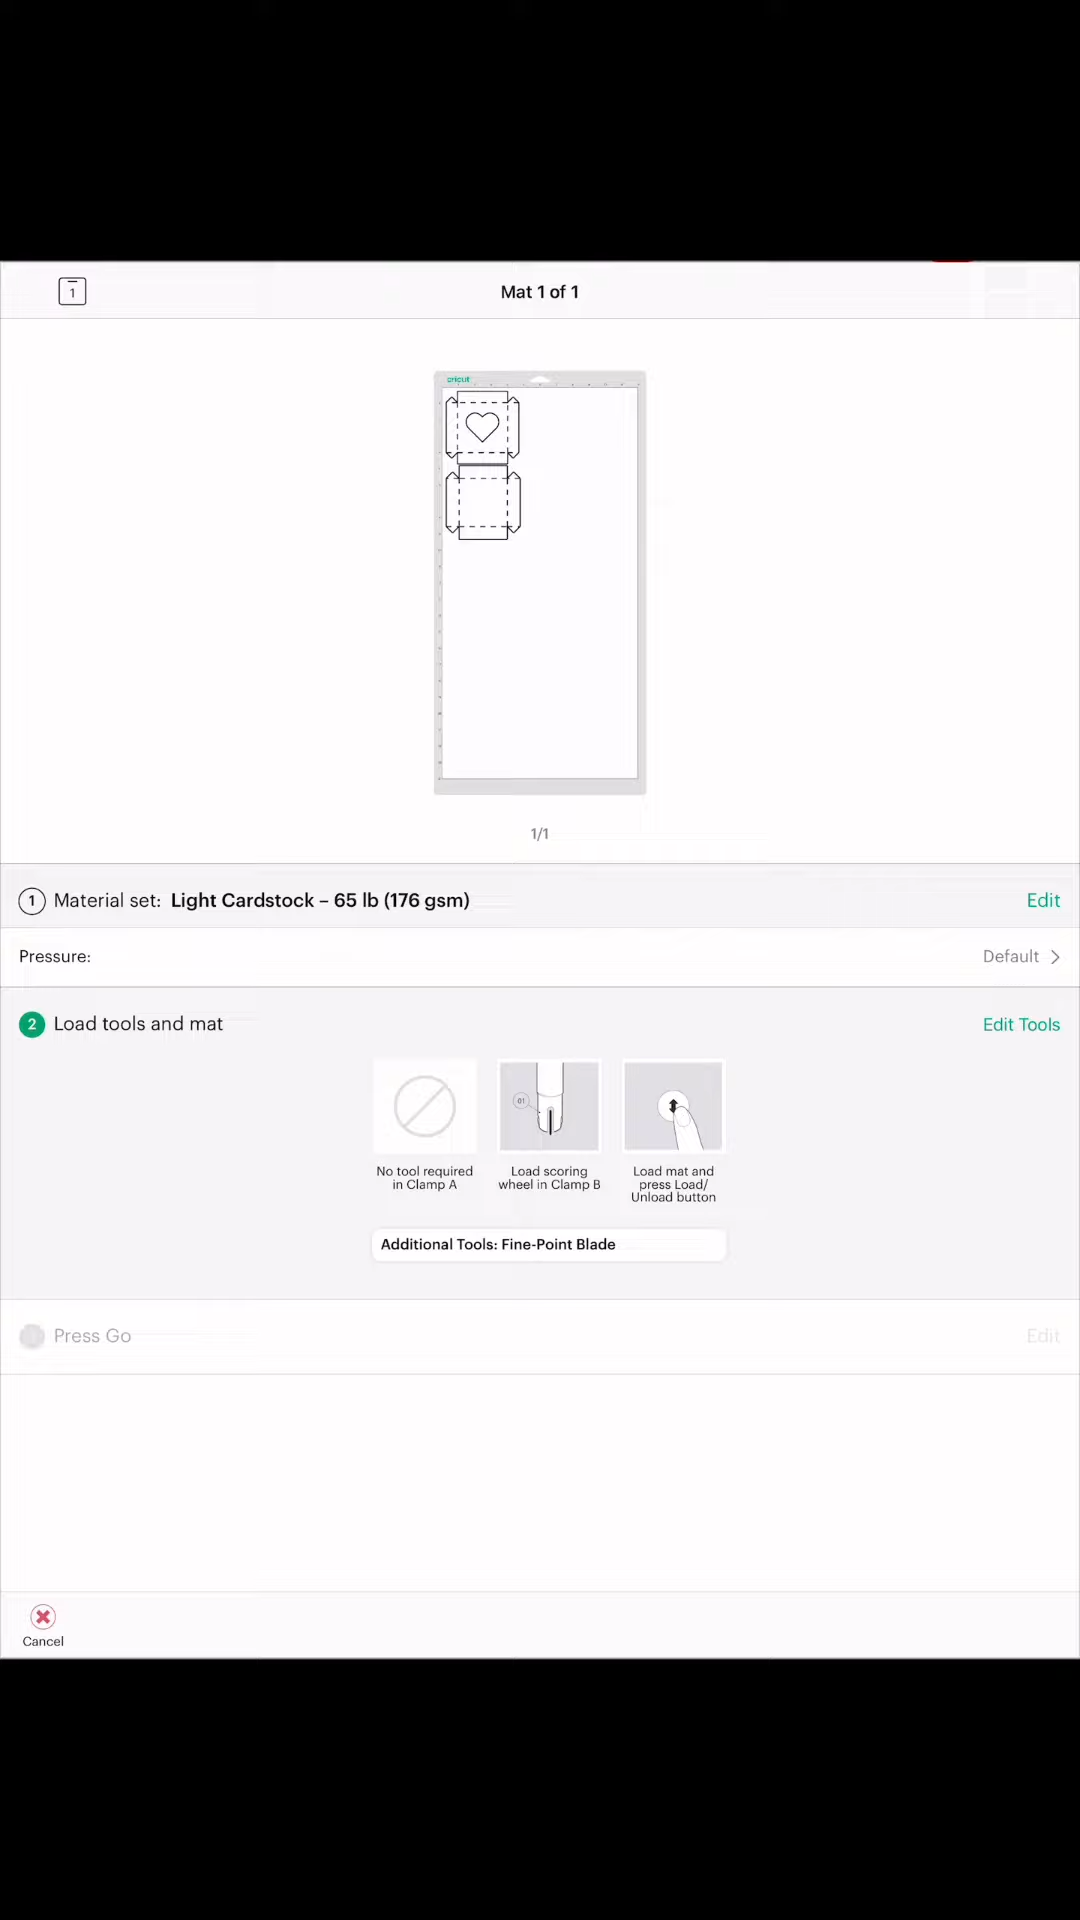 1
Mat 1 of 1
cricut
1/1
1 Material set: Light Cardstock – 65 lb (176 gsm) Edit
Pressure: Default
2 Load tools and mat Edit Tools
01
No tool required
in Clamp A
Load scoring
wheel in Clamp B
Load mat and
press Load/
Unload button
Additional Tools: Fine-Point Blade
Press Go Edit
Cancel